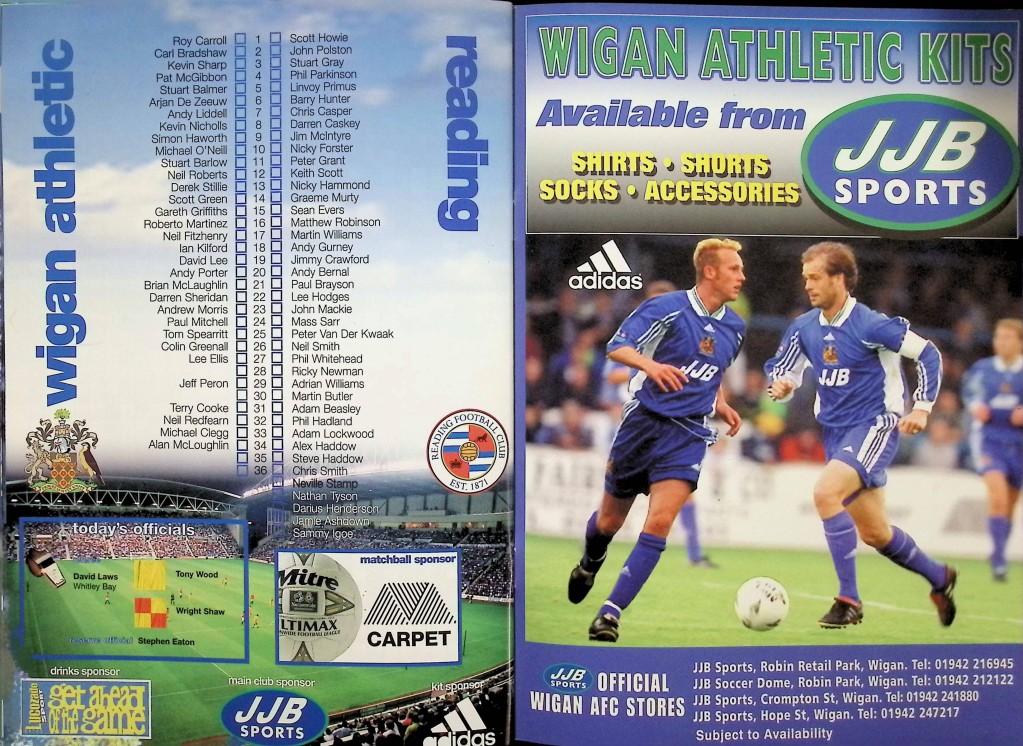 wigan athletic
reading
Roy Carroll 1 Scott Howie
Carl Bradshaw 2 John Polston
Kevin Sharp 3 Stuart Gray
Pat McGibbon 4 Phil Parkinson
Stuart Balmer 5 Linvoy Primus
Arjan De Zeeuw 6 Barry Hunter
Andy Liddell 7 Chris Casper
Kevin Nicholls 8 Darren Caskey
Simon Haworth 9 Jim McIntyre
Michael O'Neill 10 Nicky Forster
Stuart Barlow 11 Peter Grant
Neil Roberts 12 Keith Scott
Derek Stillie 13 Nicky Hammond
Scott Green 14 Graeme Murty
Gareth Griffiths 15 Sean Evers
Roberto Martinez 16 Matthew Robinson
Neil Fitzhenry 17 Martin Williams
Ian Kilford 18 Andy Gurney
David Lee 19 Jimmy Crawford
Andy Porter 20 Andy Bernal
Brian McLaughlin 21 Paul Brayson
Darren Sheridan 22 Lee Hodges
Andrew Morris 23 John Mackie
Paul Mitchell 24 Mass Sarr
Tom Spearritt 25 Peter Van Der Kwaak
Colin Greenall 26 Neil Smith
Lee Ellis 27 Phil Whitehead
28 Ricky Newman
Jeff Peron 29 Adrian Williams
30 Martin Butler
Terry Cooke 31 Adam Beasley
Neil Redfearn 32 Phil Hadland
Michael Clegg 33 Adam Lockwood
Alan McLoughlin 34 Alex Haddow
35 Steve Haddow
36 Chris Smith
Neville Stamp
Nathan Tyson
Darius Henderson
Jamie Ashdown
Sammy Igoe
READING FOOTBALL CLUB
EST. 1871
today's officials
David Laws
Whitley Bay
Tony Wood
Wright Shaw
reserve official Stephen Eaton
matchball sponsor
Mitre
ULTIMAX
NATIONWIDE FOOTBALL LEAGUE
CARPET
drinks sponsor
Lucozade
SPORT
get ahead
of the game
main club sponsor
JJB
SPORTS
kit sponsor
adidas
WIGAN ATHLETIC KITS
Available from
JJB
SPORTS
SHIRTS • SHORTS
SOCKS • ACCESSORIES
adidas
JJB
JJB
JJB
SPORTS
OFFICIAL
WIGAN AFC STORES
JJB Sports, Robin Retail Park, Wigan. Tel: 01942 216945
JJB Soccer Dome, Robin Park, Wigan. Tel: 01942 212122
JJB Sports, Crompton St, Wigan. Tel: 01942 241880
JJB Sports, Hope St, Wigan. Tel: 01942 247217
Subject to Availability